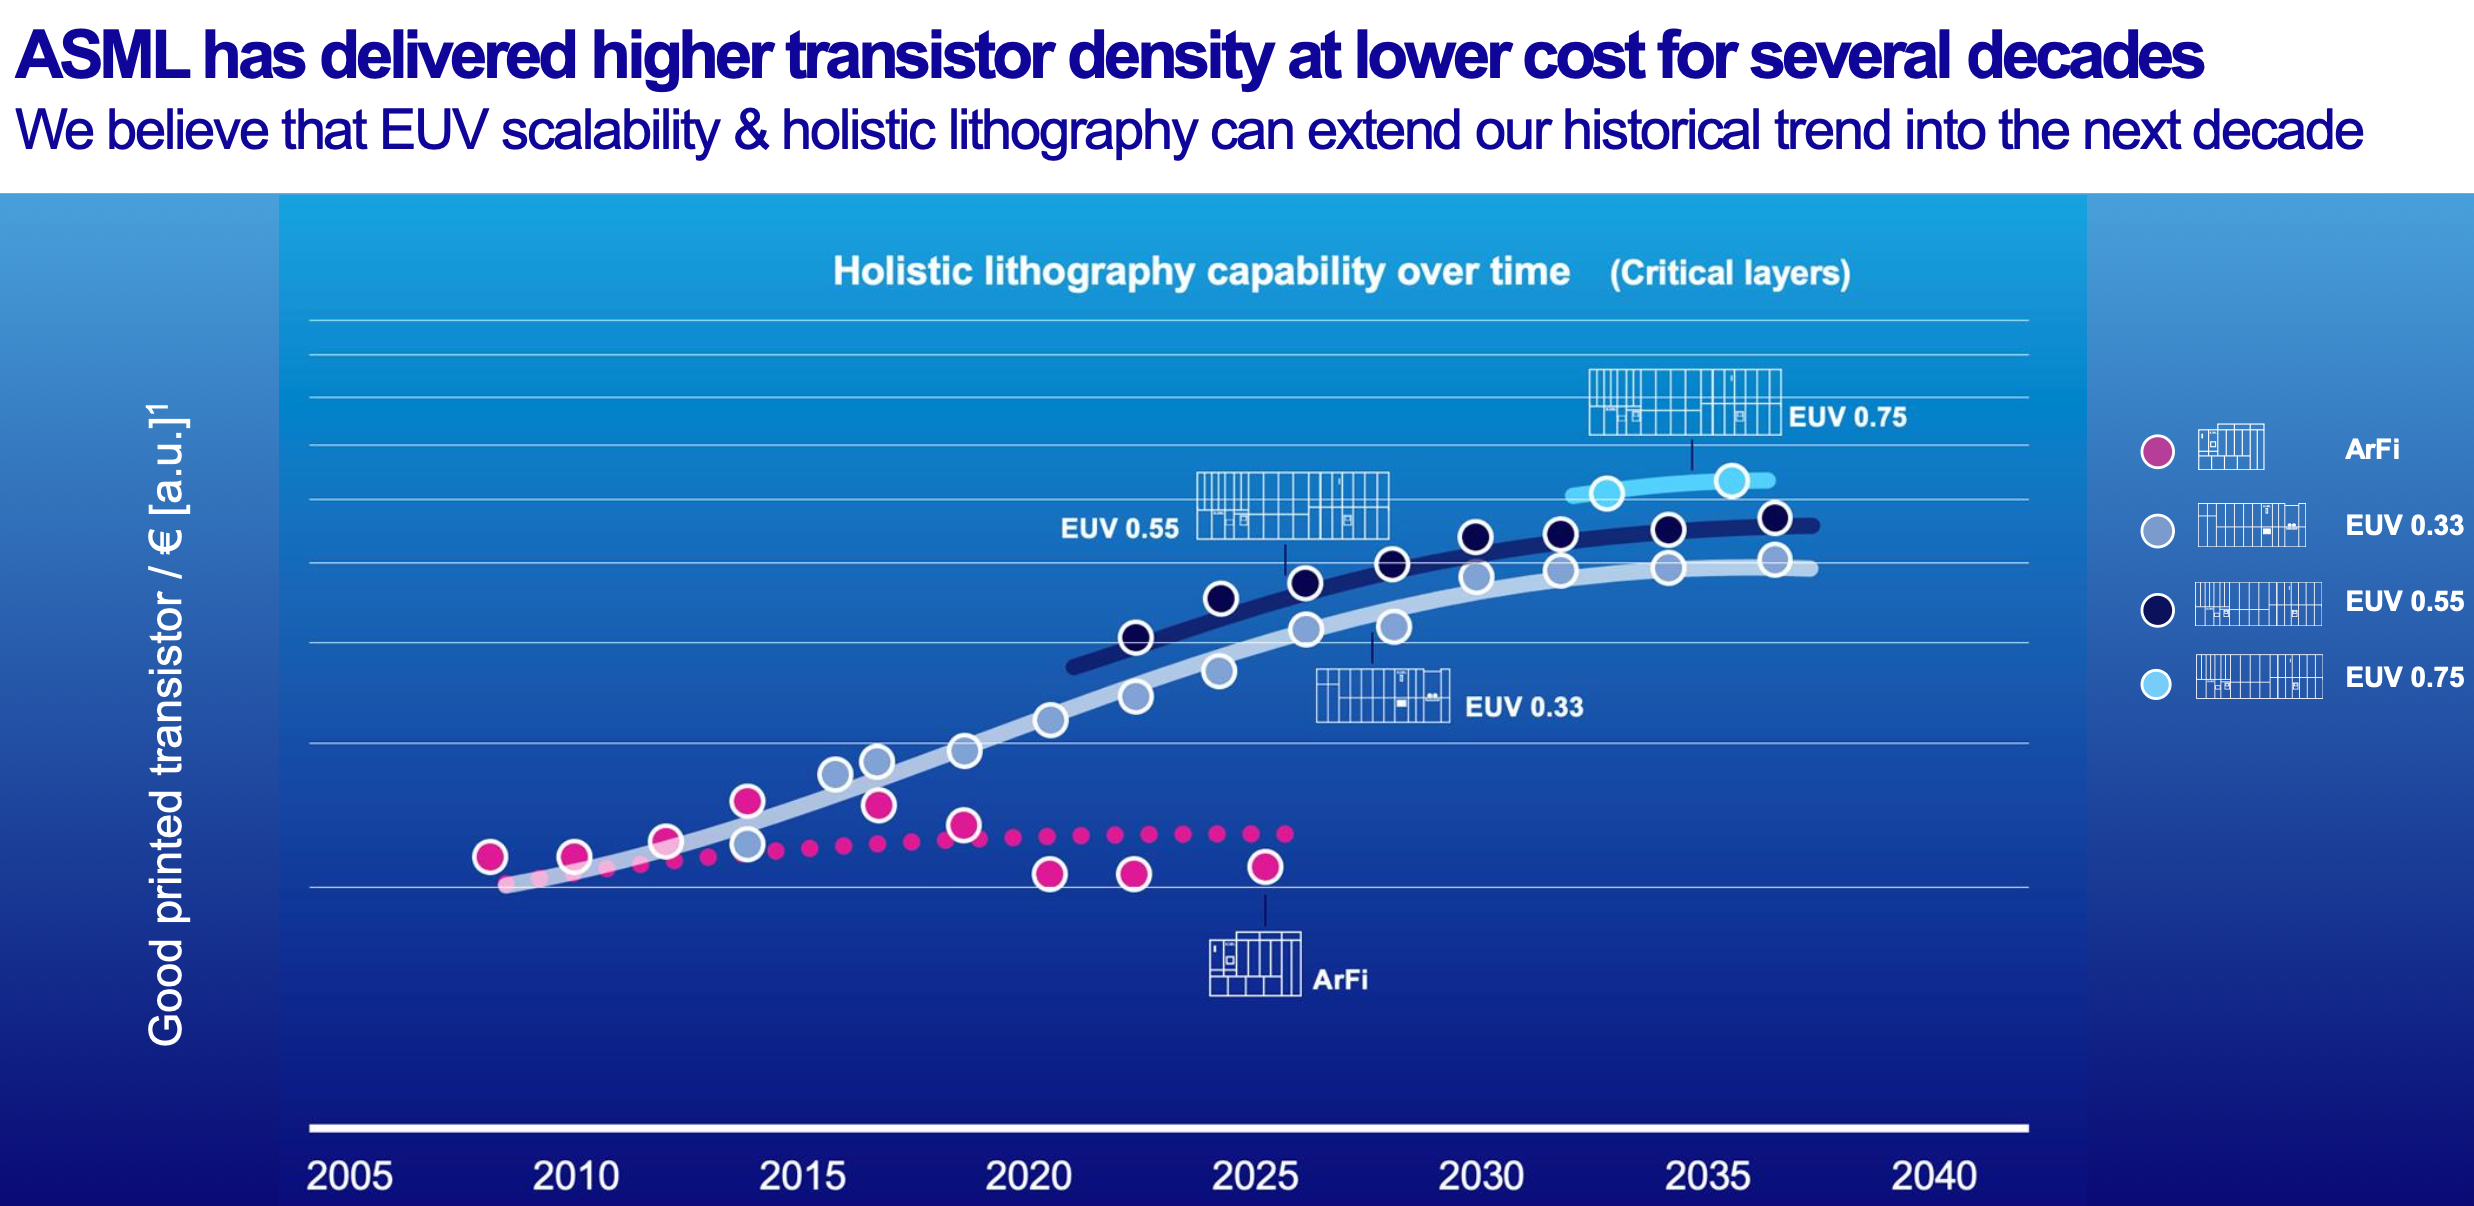 ASML has delivered higher transistor density at lower cost for several decades
We believe that EUV scalability & holistic lithography can extend our historical trend into the next decade
Holistic lithography capability over time (Critical layers)
Good printed transistor / € [a.u.]¹
EUV 0.75
EUV 0.55
EUV 0.33
ArFi
2005 2010 2015 2020 2025 2030 2035 2040
ArFi
EUV 0.33
EUV 0.55
EUV 0.75